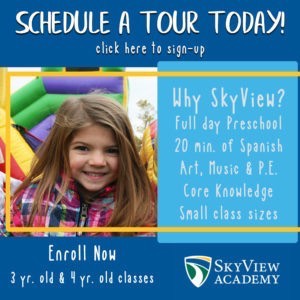 SCHEDULE A TOUR TODAY!
click here to sign-up
Why SkyView?
Full day Preschool
20 min. of Spanish
Art, Music & P.E.
Core Knowledge
Small class sizes
Enroll Now
3 yr. old & 4 yr. old classes
SKYVIEW
ACADEMY